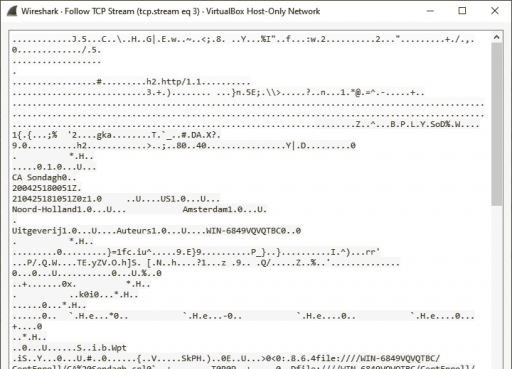 Wireshark · Follow TCP Stream (tcp.stream eq 3) · VirtualBox Host-Only Network
............J.5...C..\..H..G|.E.w..~..<;.8. ..Y...%I"..f...:w.2..........2...".........+./.,.
0............./.5.
..................
.
.................#.........h2.http/1.1..........
...........................3.+.)........ ...}n.5E;.\\>.....?..n...1.*@.=^.-.....+..
......................................................................Z..^...B.P.L.Y.SoD%.W....
1{.{...;% '2....gka........T.`_..#.DA.X?.
9.0..........h2............>..;..80..40................Y|.D.........0
. *.H..
.....0.1.0...U....
CA Sondagh0..
200425180051Z.
210425181051Z0z1.0 ..U....US1.0...U...
Noord-Holland1.0...U... Amsterdam1.0...U.
.
Uitgeverij1.0...U....Auteurs1.0...U....WIN-6849VQVQTBC0..0
. *.H..
.........0.........}=1fc.iu^.....9.E}9..........P_}..}..........I.^)...rr'
...P/.Q.W....TE.yZV.O.h]S. [.N..h....?1...z .9.. .Q/.....Z..%..'..............
0...0...U...........0...U.%..0
..+.......0x. *.H..
. ..k0i0...*.H..
......0...*.H..
......0.. `.H.e...*0.. `.H.e...-0.. `.H.e....0.. `.H.e....0...
+....0
..*.H..
..0...U......S..i.b.Wpt
.iS..Y...0...U.#..0......{..V.....SkPH.)..0E..U...>0<0:.8.6.4file:////WIN-6849VQVQTBC/